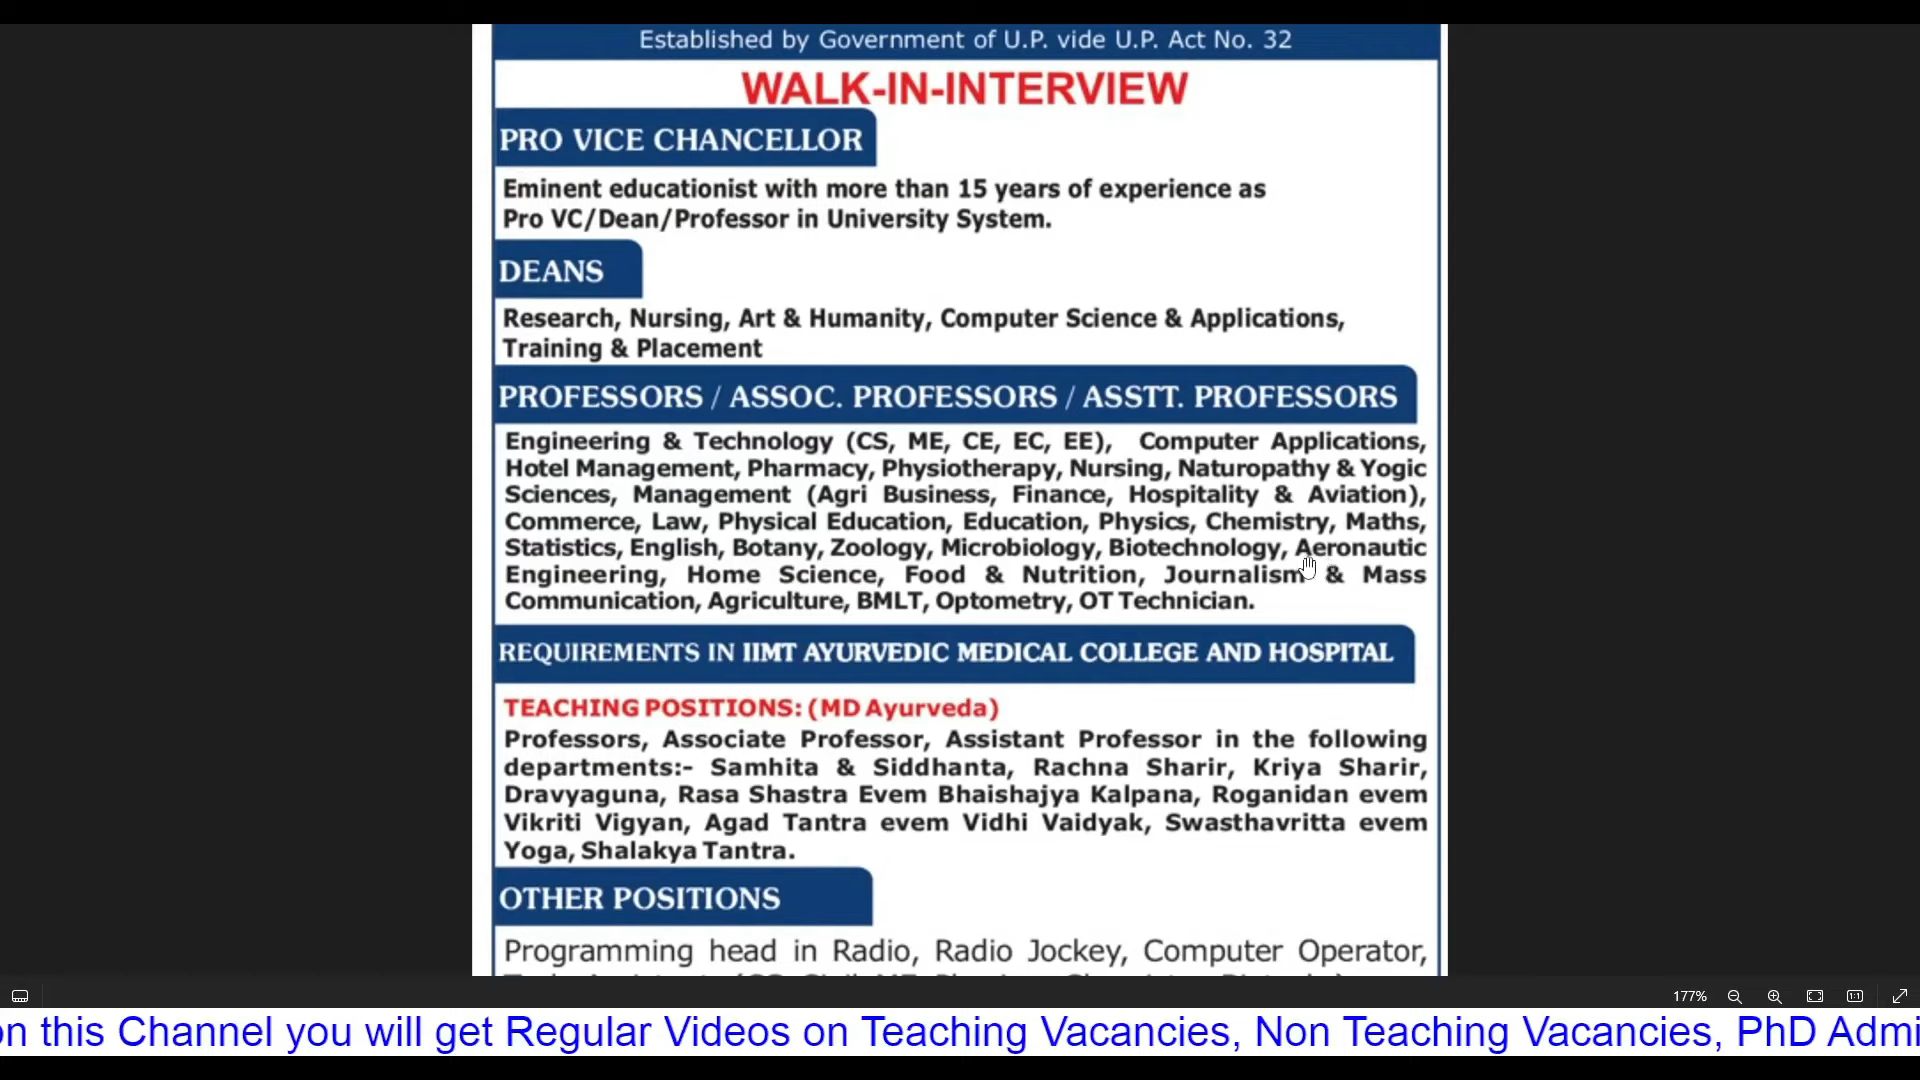 Established by Government of U.P. vide U.P. Act No. 32
WALK-IN-INTERVIEW
PRO VICE CHANCELLOR
Eminent educationist with more than 15 years of experience as
Pro VC/Dean/Professor in University System.
DEANS
Research, Nursing, Art & Humanity, Computer Science & Applications,
Training & Placement
PROFESSORS / ASSOC. PROFESSORS / ASSTT. PROFESSORS
Engineering & Technology (CS, ME, CE, EC, EE), Computer Applications,
Hotel Management, Pharmacy, Physiotherapy, Nursing, Naturopathy & Yogic
Sciences, Management (Agri Business, Finance, Hospitality & Aviation),
Commerce, Law, Physical Education, Education, Physics, Chemistry, Maths,
Statistics, English, Botany, Zoology, Microbiology, Biotechnology, Aeronautic
Engineering, Home Science, Food & Nutrition, Journalism & Mass
Communication, Agriculture, BMLT, Optometry, OT Technician.
REQUIREMENTS IN IIMT AYURVEDIC MEDICAL COLLEGE AND HOSPITAL
TEACHING POSITIONS: (MD Ayurveda)
Professors, Associate Professor, Assistant Professor in the following
departments:- Samhita & Siddhanta, Rachna Sharir, Kriya Sharir,
Dravyaguna, Rasa Shastra Evem Bhaishajya Kalpana, Roganidan evem
Vikriti Vigyan, Agad Tantra evem Vidhi Vaidyak, Swasthavritta evem
Yoga, Shalakya Tantra.
OTHER POSITIONS
Programming head in Radio, Radio Jockey, Computer Operator,
177%
on this Channel you will get Regular Videos on Teaching Vacancies, Non Teaching Vacancies, PhD Admi